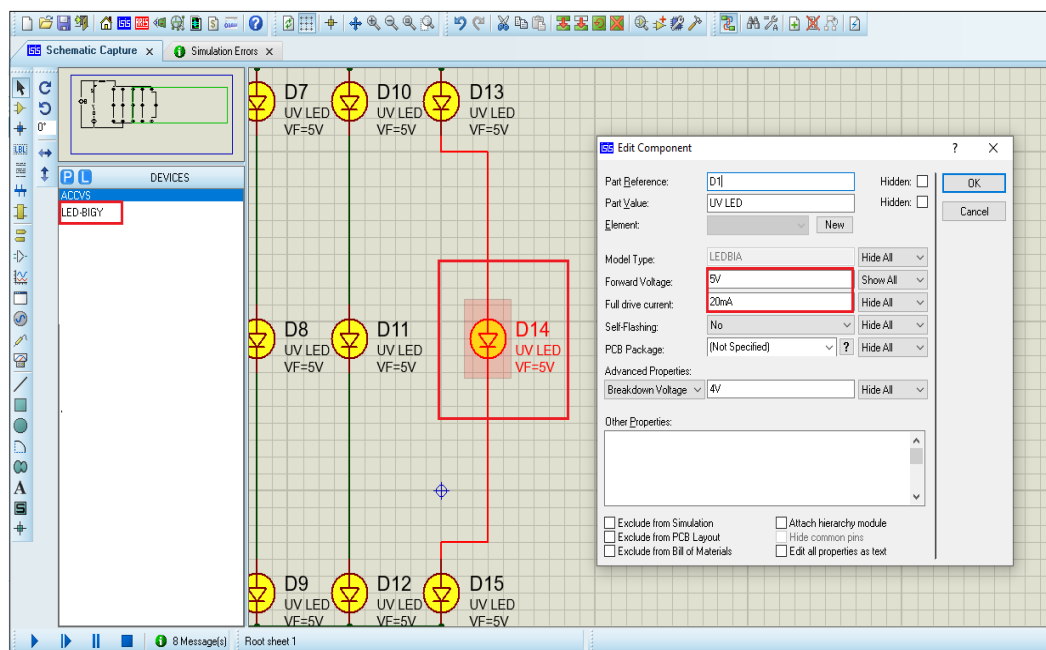 Schematic Capture x
Simulation Errors x
0°
LBL
P L DEVICES
ACCVS
LED-BIGY
A
S
D7
UV LED
VF=5V
D10
UV LED
VF=5V
D13
UV LED
VF=5V
D8
UV LED
VF=5V
D11
UV LED
VF=5V
D14
UV LED
VF=5V
D9
UV LED
VF=5V
D12
UV LED
VF=5V
D15
UV LED
VF=5V
Edit Component ? X
Part Reference: D1 Hidden: OK
Part Value: UV LED Hidden: Cancel
Element: New
Model Type: LEDBIA Hide All
Forward Voltage: 5V Show All
Full drive current: 20mA Hide All
Self-Flashing: No Hide All
PCB Package: (Not Specified) ? Hide All
Advanced Properties:
Breakdown Voltage 4V Hide All
Other Properties:
Exclude from Simulation Attach hierarchy module
Exclude from PCB Layout Hide common pins
Exclude from Bill of Materials Edit all properties as text
8 Message(s) Root sheet 1